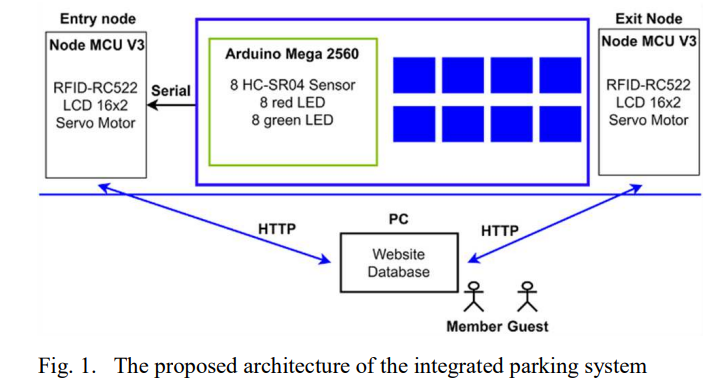 Entry node
Node MCU V3
RFID-RC522
LCD 16x2
Servo Motor
Serial
Arduino Mega 2560
8 HC-SR04 Sensor
8 red LED
8 green LED
Exit Node
Node MCU V3
RFID-RC522
LCD 16x2
Servo Motor
HTTP
PC
HTTP
Website
Database
Member Guest
Fig. 1. The proposed architecture of the integrated parking system